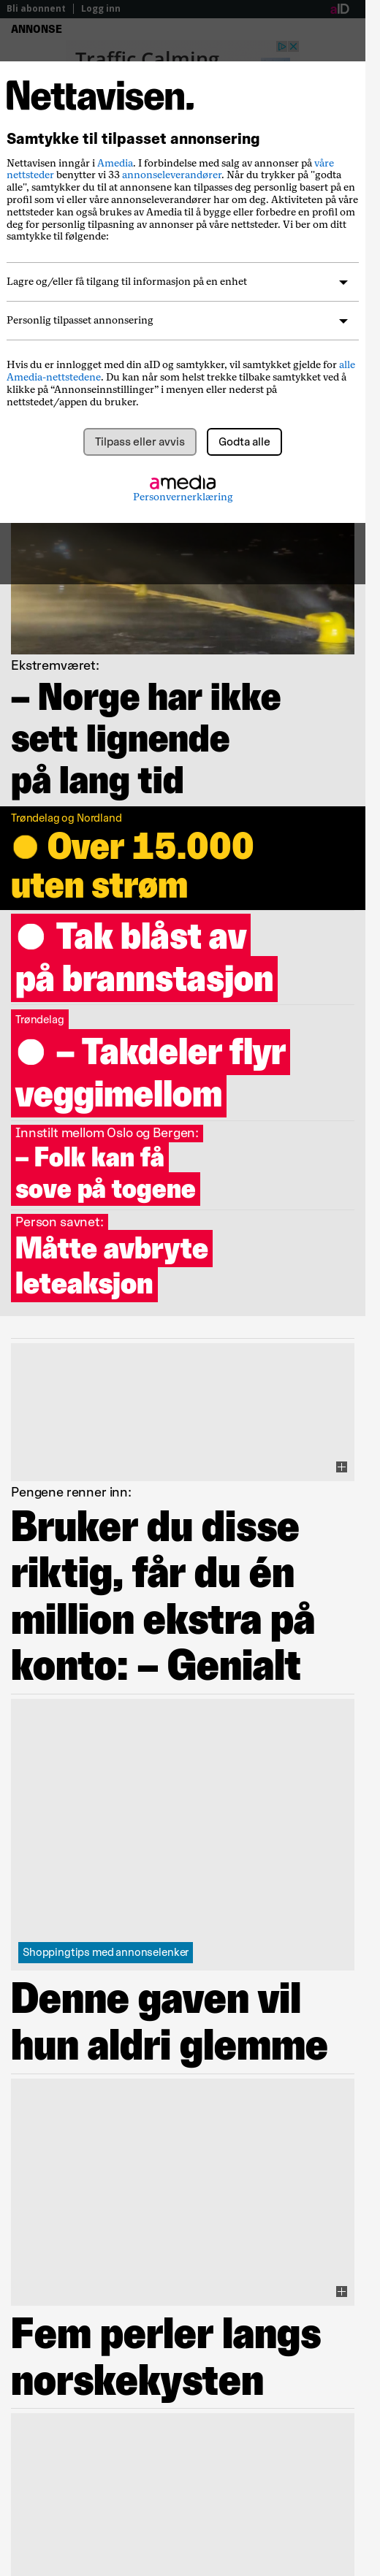 Bli abonnent | Logg inn
aID
ANNONSE
Traffic Calming
Nettavisen.
Samtykke til tilpasset annonsering
Nettavisen inngår i Amedia. I forbindelse med salg av annonser på våre
nettsteder benytter vi 33 annonseleverandører. Når du trykker på "godta
alle", samtykker du til at annonsene kan tilpasses deg personlig basert på en
profil som vi eller våre annonseleverandører har om deg. Aktiviteten på våre
nettsteder kan også brukes av Amedia til å bygge eller forbedre en profil om
deg for personlig tilpasning av annonser på våre nettsteder. Vi ber om ditt
samtykke til følgende:
Lagre og/eller få tilgang til informasjon på en enhet
Personlig tilpasset annonsering
Hvis du er innlogget med din aID og samtykker, vil samtykket gjelde for alle
Amedia-nettstedene. Du kan når som helst trekke tilbake samtykket ved å
klikke på “Annonseinnstillinger” i menyen eller nederst på
nettstedet/appen du bruker.
Tilpass eller avvis
Godta alle
amedia
Personvernerklæring
Ekstremværet:
– Norge har ikke
sett lignende
på lang tid
Trøndelag og Nordland
● Over 15.000
uten strøm
● Tak blåst av
på brannstasjon
Trøndelag
● – Takdeler flyr
veggimellom
Innstilt mellom Oslo og Bergen:
– Folk kan få
sove på togene
Person savnet:
Måtte avbryte
leteaksjon
Pengene renner inn:
Bruker du disse
riktig, får du én
million ekstra på
konto: – Genialt
Shoppingtips med annonselenker
Denne gaven vil
hun aldri glemme
Fem perler langs
norskekysten